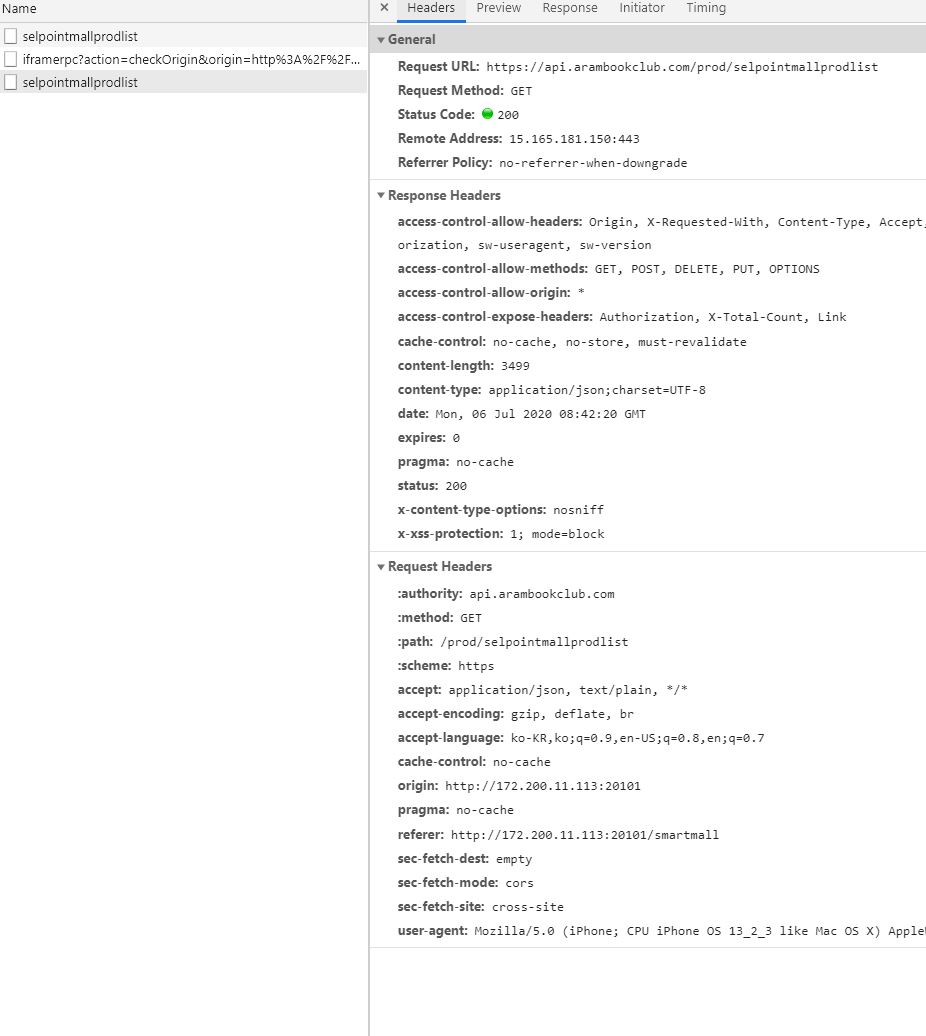 Name
selpointmallprodlist
iframerpc?action=checkOrigin&origin=http%3A%2F%2F...
selpointmallprodlist
× Headers Preview Response Initiator Timing
General
Request URL: https://api.arambookclub.com/prod/selpointmallprodlist
Request Method: GET
Status Code: 200
Remote Address: 15.165.181.150:443
Referrer Policy: no-referrer-when-downgrade
Response Headers
access-control-allow-headers: Origin, X-Requested-With, Content-Type, Accept,
orization, sw-useragent, sw-version
access-control-allow-methods: GET, POST, DELETE, PUT, OPTIONS
access-control-allow-origin: *
access-control-expose-headers: Authorization, X-Total-Count, Link
cache-control: no-cache, no-store, must-revalidate
content-length: 3499
content-type: application/json;charset=UTF-8
date: Mon, 06 Jul 2020 08:42:20 GMT
expires: 0
pragma: no-cache
status: 200
x-content-type-options: nosniff
x-xss-protection: 1; mode=block
Request Headers
:authority: api.arambookclub.com
:method: GET
:path: /prod/selpointmallprodlist
:scheme: https
accept: application/json, text/plain, */*
accept-encoding: gzip, deflate, br
accept-language: ko-KR,ko;q=0.9,en-US;q=0.8,en;q=0.7
cache-control: no-cache
origin: http://172.200.11.113:20101
pragma: no-cache
referer: http://172.200.11.113:20101/smartmall
sec-fetch-dest: empty
sec-fetch-mode: cors
sec-fetch-site: cross-site
user-agent: Mozilla/5.0 (iPhone; CPU iPhone OS 13_2_3 like Mac OS X) Apple